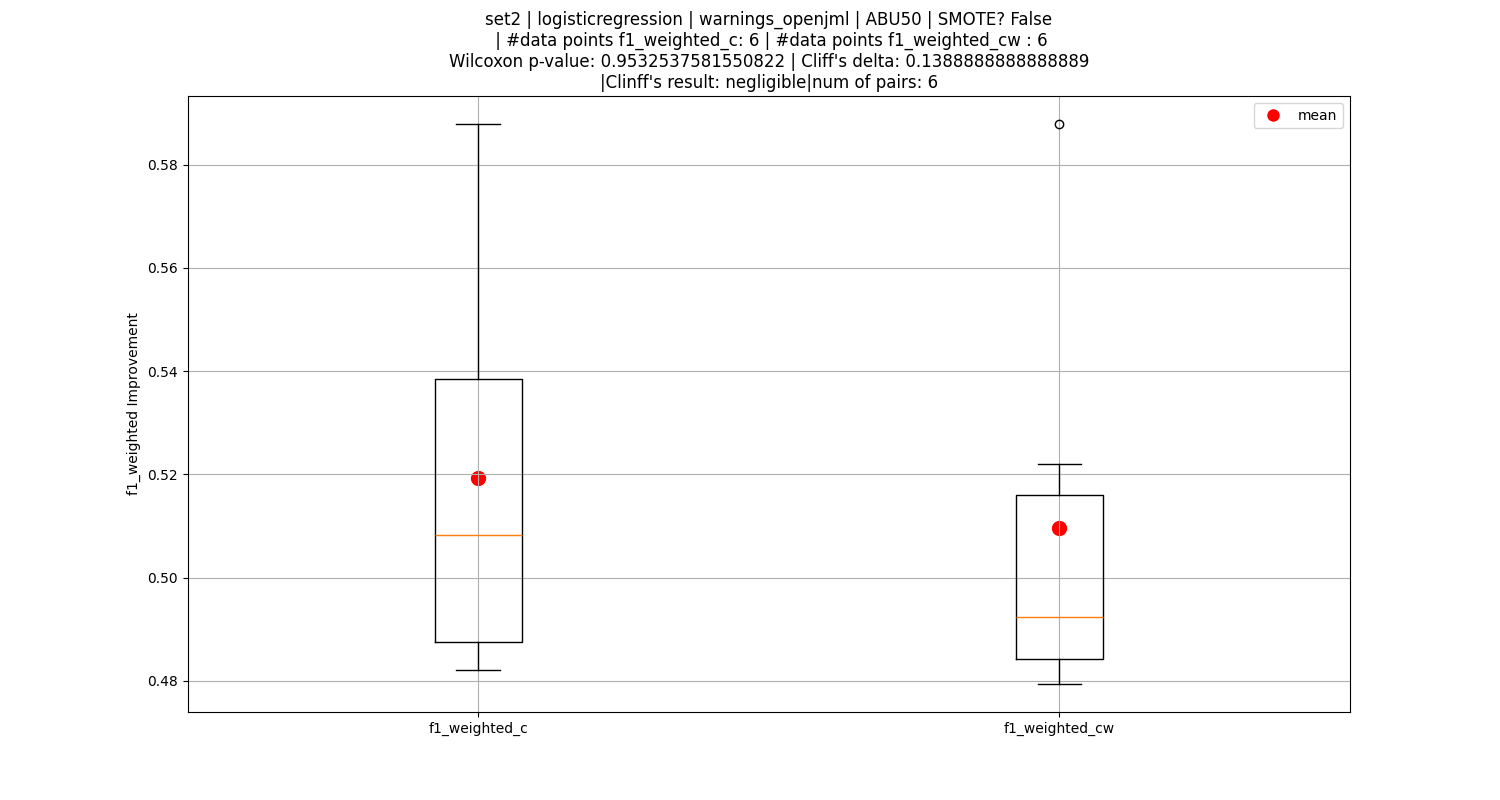 set2 | logisticregression | warnings_openjml | ABU50 | SMOTE? False
| #data points f1_weighted_c: 6 | #data points f1_weighted_cw : 6
Wilcoxon p-value: 0.9532537581550822 | Cliff's delta: 0.1388888888888889
|Clinff's result: negligible|num of pairs: 6
mean
0.58
0.56
0.54
0.52
0.50
0.48
f1_weighted Improvement
f1_weighted_c
f1_weighted_cw